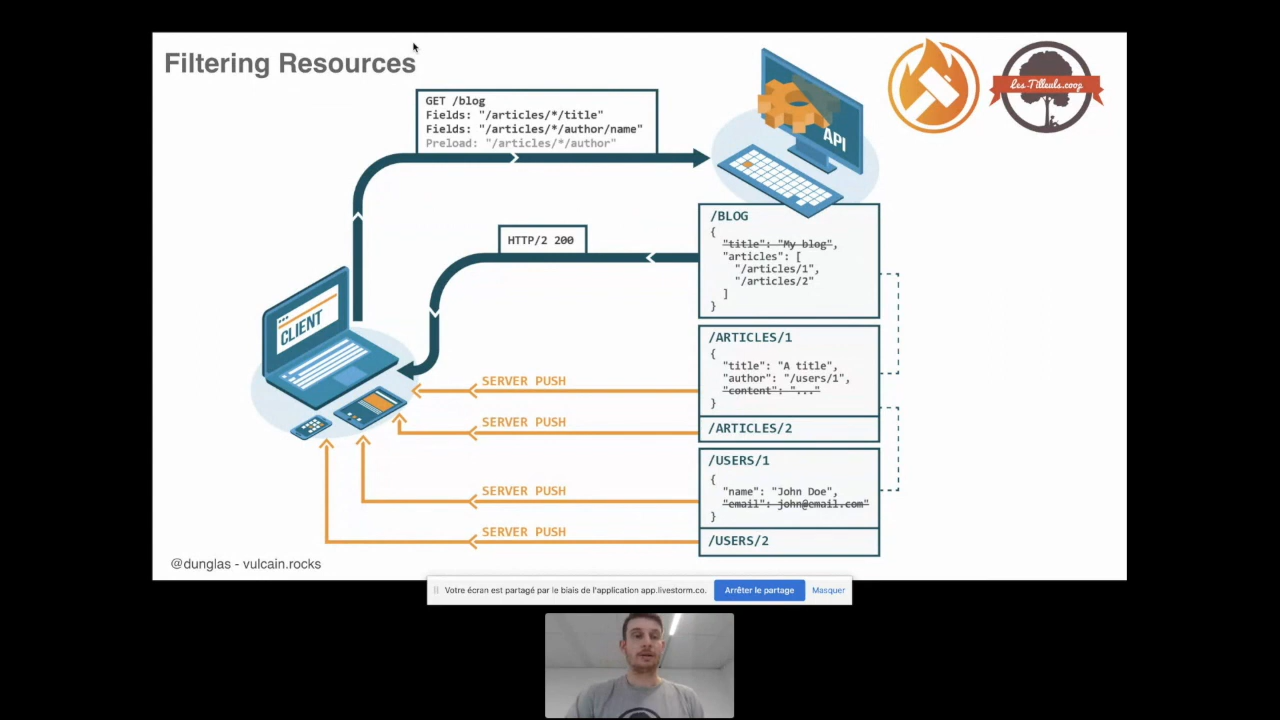 Filtering Resources
GET /blog
Fields: "/articles/*/title"
Fields: "/articles/*/author/name"
Preload: "/articles/*/author"
API
Les-Tilleuls.coop
/BLOG
{
"title": "My blog",
"articles": [
"/articles/1",
"/articles/2"
]
}
HTTP/2 200
CLIENT
/ARTICLES/1
{
"title": "A title",
"author": "/users/1",
"content": "..."
}
SERVER PUSH
SERVER PUSH
/ARTICLES/2
/USERS/1
{
"name": "John Doe",
"email": john@email.com"
}
SERVER PUSH
SERVER PUSH
/USERS/2
@dunglas - vulcain.rocks
Votre écran est partagé par le biais de l'application app.livestorm.co.
Arrêter le partage
Masquer